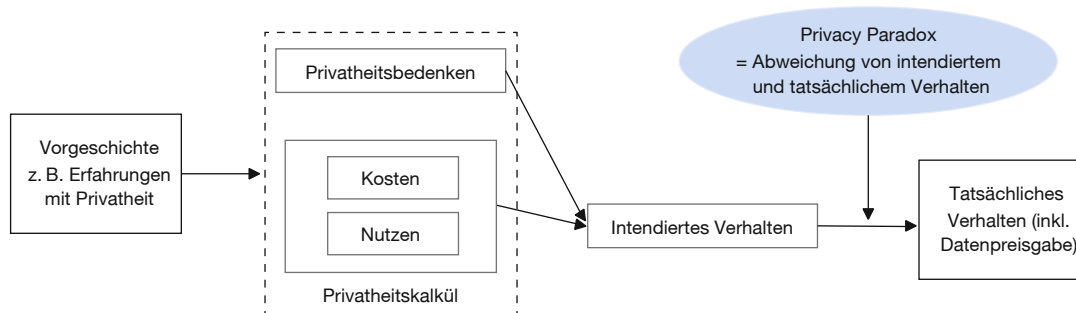 Vorgeschichte
z. B. Erfahrungen
mit Privatheit
Privatheitsbedenken
Kosten
Nutzen
Privatheitskalkül
Intendiertes Verhalten
Privacy Paradox
= Abweichung von intendiertem
und tatsächlichem Verhalten
Tatsächliches
Verhalten (inkl.
Datenpreisgabe)